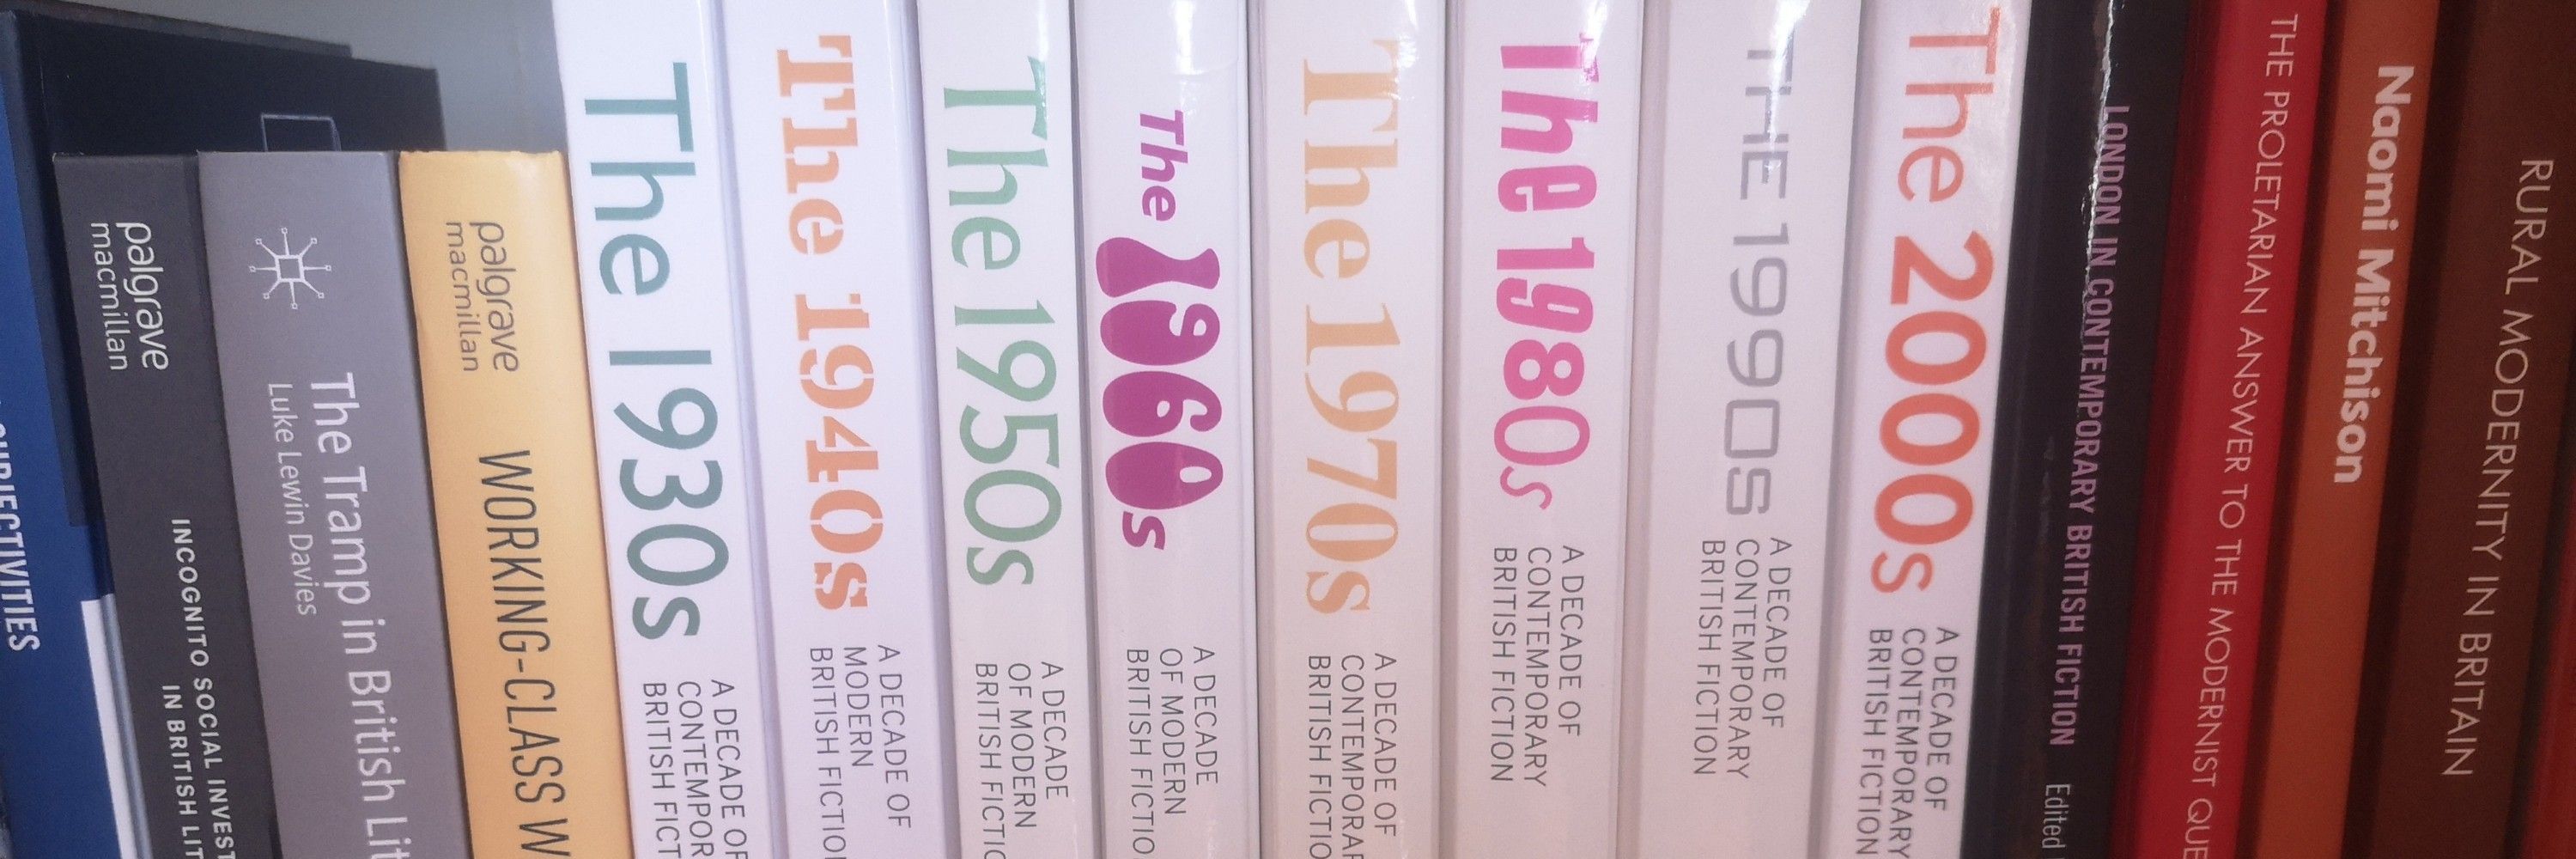 palgrave
macmillan
INCOGNITO SOCIAL INVEST
IN BRITISH LIT
The Tramp in British Lit
Luke Lewin Davies
palgrave
macmillan
WORKING-CLASS W
The 1930s
A DECADE OF
CONTEMPOR
BRITISH FICT
The 1940s
A DECADE OF
MODERN
BRITISH FICTION
The 1950s
A DECADE
OF MODERN
BRITISH FICTIO
The 1960s
A DECADE
OF MODERN
BRITISH FICTIO
The 1970s
A DECADE OF
CONTEMPORAR
BRITISH FICTIO
The 1980s
A DECADE OF
CONTEMPORARY
BRITISH FICTION
THE 1990S
A DECADE OF
CONTEMPORARY
BRITISH FICTION
The 2000s
A DECADE OF
CONTEMPORARY
BRITISH FICTION
LONDON IN CONTEMPORARY BRITISH FICTION Edited
THE PROLETARIAN ANSWER TO THE MODERNIST QUE
Naomi Mitchison
RURAL MODERNITY IN BRITAIN